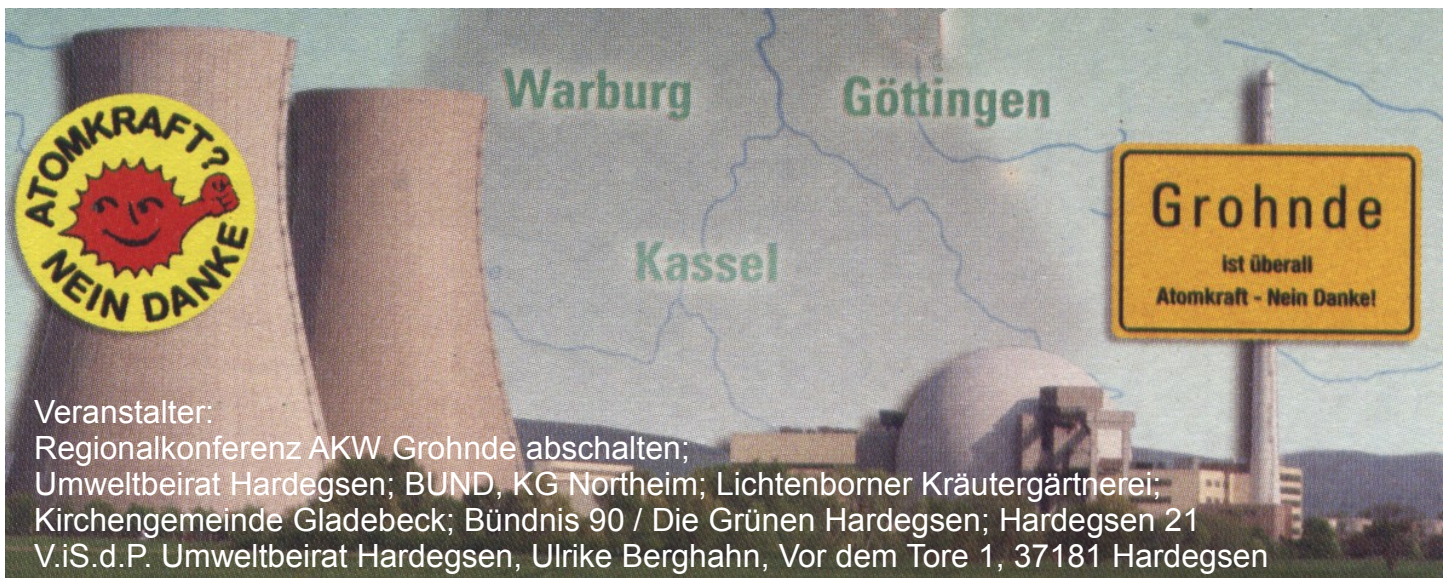 Warburg
Göttingen
Kassel
ATOMKRAFT?
NEIN DANKE
Grohnde
ist überall
Atomkraft - Nein Danke!
Veranstalter:
Regionalkonferenz AKW Grohnde abschalten;
Umweltbeirat Hardegsen; BUND, KG Northeim; Lichtenborner Kräutergärtnerei;
Kirchengemeinde Gladebeck; Bündnis 90 / Die Grünen Hardegsen; Hardegsen 21
V.iS.d.P. Umweltbeirat Hardegsen, Ulrike Berghahn, Vor dem Tore 1, 37181 Hardegsen